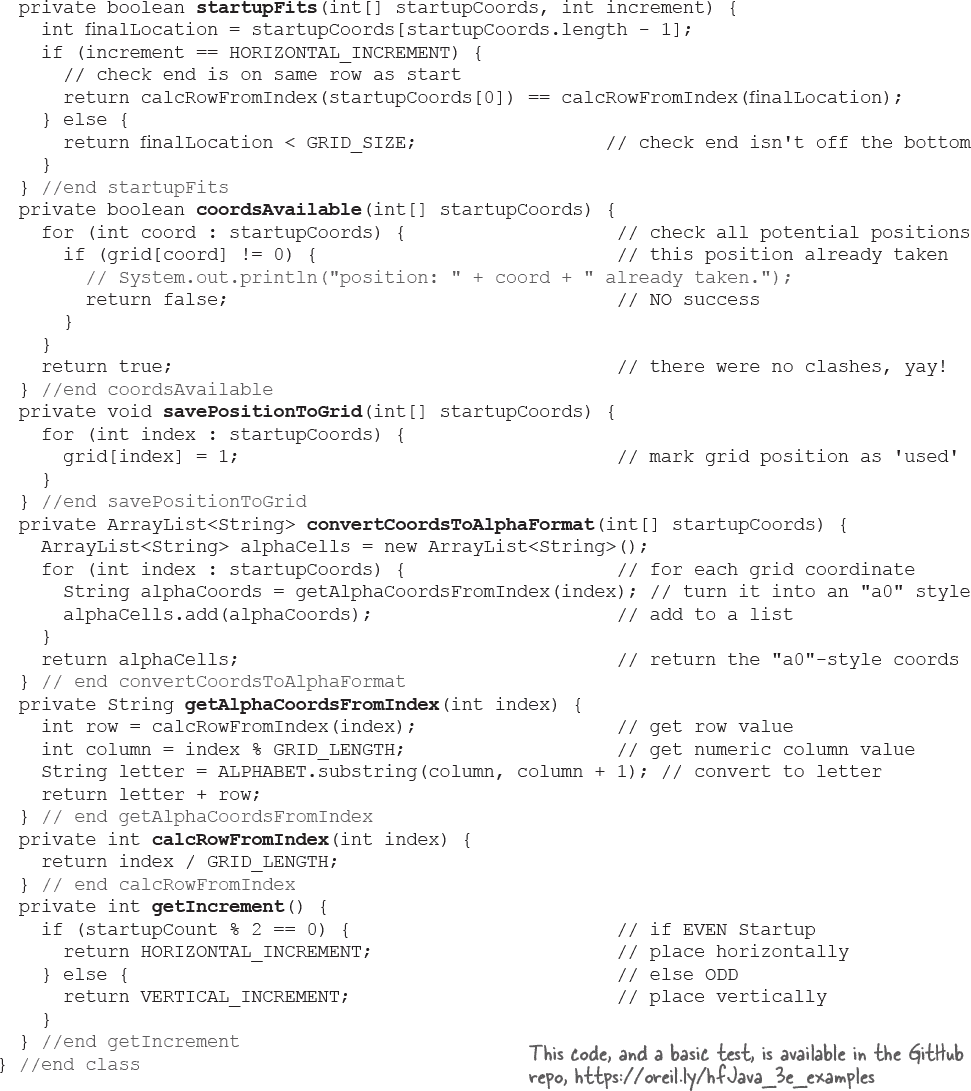 private boolean startupFits(int[] startupCoords, int increment) {
int finalLocation = startupCoords[startupCoords.length - 1];
if (increment == HORIZONTAL_INCREMENT) {
// check end is on same row as start
return calcRowFromIndex(startupCoords[0]) == calcRowFromIndex(finalLocation);
} else {
return finalLocation < GRID_SIZE; // check end isn't off the bottom
}
} //end startupFits
private boolean coordsAvailable(int[] startupCoords) {
for (int coord : startupCoords) { // check all potential positions
if (grid[coord] != 0) { // this position already taken
// System.out.println("position: " + coord + " already taken.");
return false; // NO success
}
}
return true; // there were no clashes, yay!
} //end coordsAvailable
private void savePositionToGrid(int[] startupCoords) {
for (int index : startupCoords) {
grid[index] = 1; // mark grid position as 'used'
}
} //end savePositionToGrid
private ArrayList<String> convertCoordsToAlphaFormat(int[] startupCoords) {
ArrayList<String> alphaCells = new ArrayList<String>();
for (int index : startupCoords) { // for each grid coordinate
String alphaCoords = getAlphaCoordsFromIndex(index); // turn it into an "a0" style
alphaCells.add(alphaCoords); // add to a list
}
return alphaCells; // return the "a0"-style coords
} // end convertCoordsToAlphaFormat
private String getAlphaCoordsFromIndex(int index) {
int row = calcRowFromIndex(index); // get row value
int column = index % GRID_LENGTH; // get numeric column value
String letter = ALPHABET.substring(column, column + 1); // convert to letter
return letter + row;
} // end getAlphaCoordsFromIndex
private int calcRowFromIndex(int index) {
return index / GRID_LENGTH;
} // end calcRowFromIndex
private int getIncrement() {
if (startupCount % 2 == 0) { // if EVEN Startup
return HORIZONTAL_INCREMENT; // place horizontally
} else { // else ODD
return VERTICAL_INCREMENT; // place vertically
}
} //end getIncrement
} //end class
This code, and a basic test, is available in the GitHub
repo, https://oreil.ly/hfJava_3e_examples